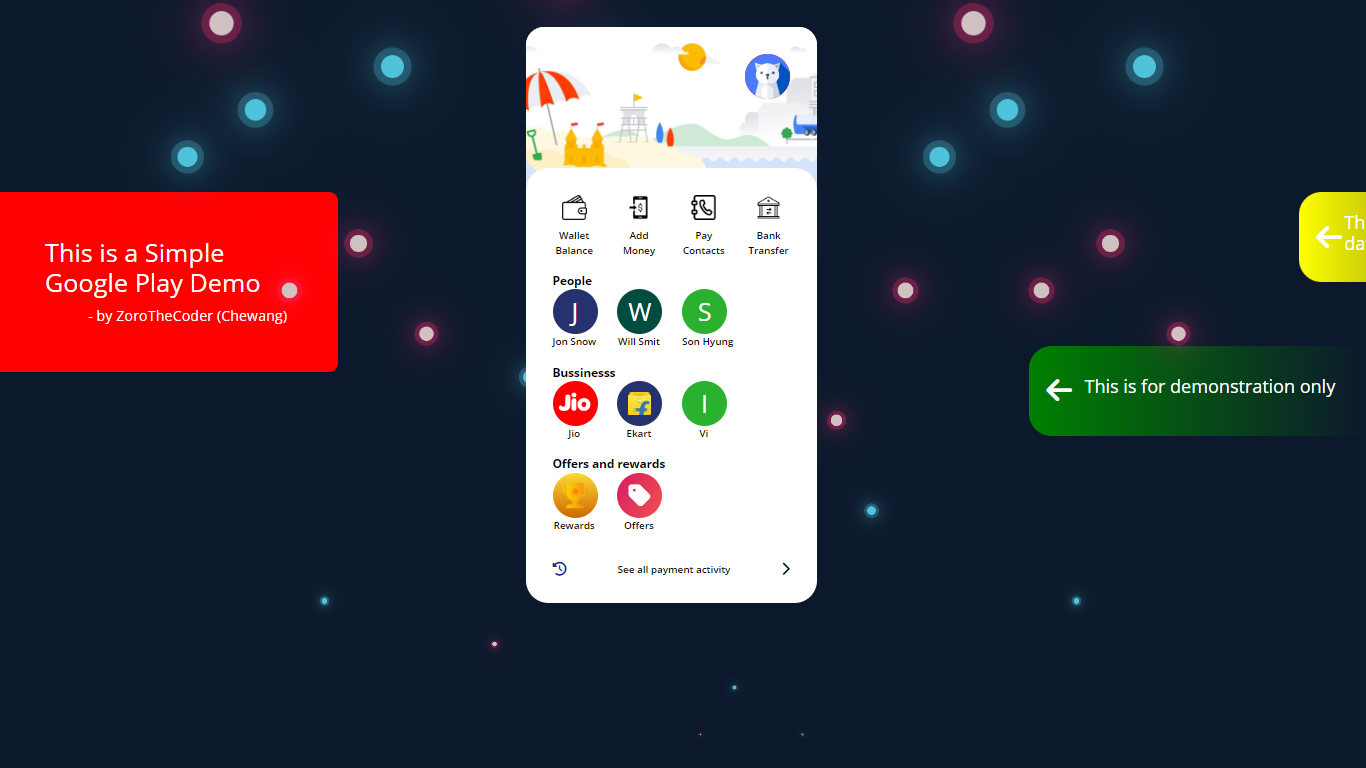 This is a Simple
Google Play Demo
- by ZoroTheCoder (Chewang)
Wallet
Balance
Add
Money
Pay
Contacts
Bank
Transfer
People
J
W
S
Jon Snow
Will Smit
Son Hyung
Bussinesss
Jio
I
Jio
Ekart
Vi
Offers and rewards
Rewards
Offers
See all payment activity
This is for demonstration only